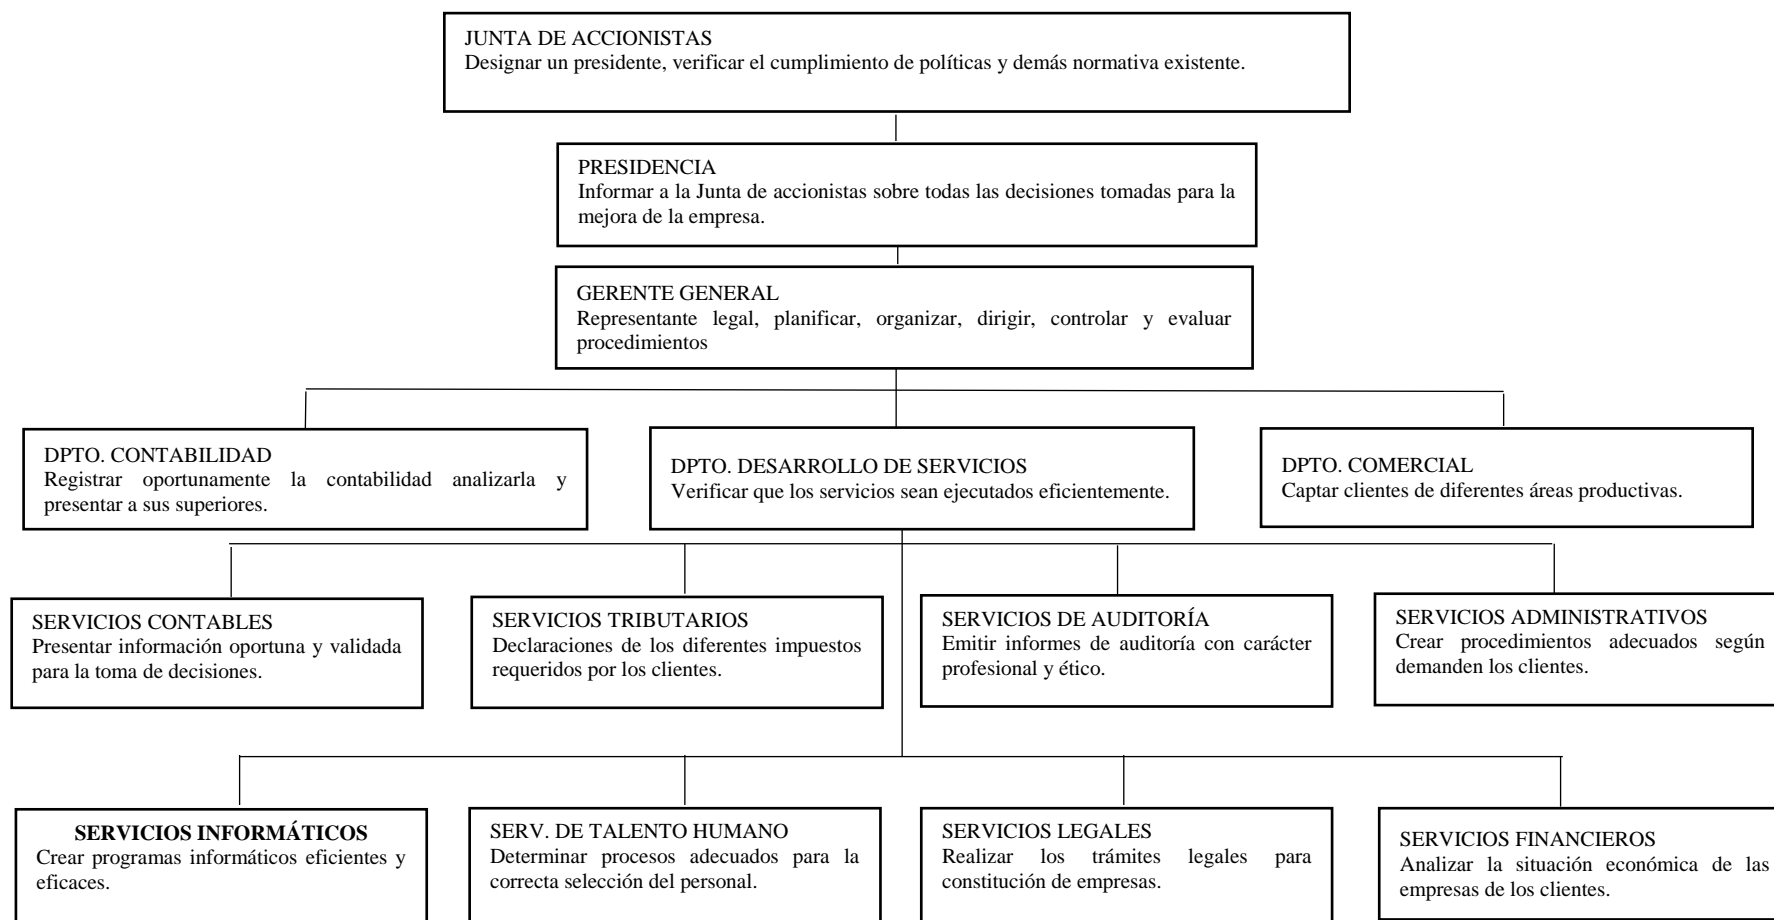 JUNTA DE ACCIONISTAS
Designar un presidente, verificar el cumplimiento de políticas y demás normativa existente.
PRESIDENCIA
Informar a la Junta de accionistas sobre todas las decisiones tomadas para la
mejora de la empresa.
GERENTE GENERAL
Representante legal, planificar, organizar, dirigir, controlar y evaluar
procedimientos
DPTO. CONTABILIDAD
Registrar oportunamente la contabilidad analizarla y
presentar a sus superiores.
DPTO. DESARROLLO DE SERVICIOS
Verificar que los servicios sean ejecutados eficientemente.
DPTO. COMERCIAL
Captar clientes de diferentes áreas productivas.
SERVICIOS CONTABLES
Presentar información oportuna y validada
para la toma de decisiones.
SERVICIOS TRIBUTARIOS
Declaraciones de los diferentes impuestos
requeridos por los clientes.
SERVICIOS DE AUDITORÍA
Emitir informes de auditoría con carácter
profesional y ético.
SERVICIOS ADMINISTRATIVOS
Crear procedimientos adecuados según
demanden los clientes.
SERVICIOS INFORMÁTICOS
Crear programas informáticos eficientes y
eficaces.
SERV. DE TALENTO HUMANO
Determinar procesos adecuados para la
correcta selección del personal.
SERVICIOS LEGALES
Realizar los trámites legales para
constitución de empresas.
SERVICIOS FINANCIEROS
Analizar la situación económica de las
empresas de los clientes.